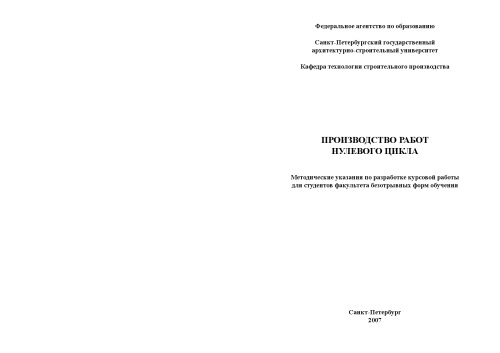 Федеральное агентство по образованию
Санкт-Петербургский государственный
архитектурно-строительный университет
Кафедра технологии строительного производства
ПРОИЗВОДСТВО РАБОТ
НУЛЕВОГО ЦИКЛА
Методические указания по разработке курсовой работы
для студентов факультета безотрывных форм обучения
Санкт-Петербург
2007